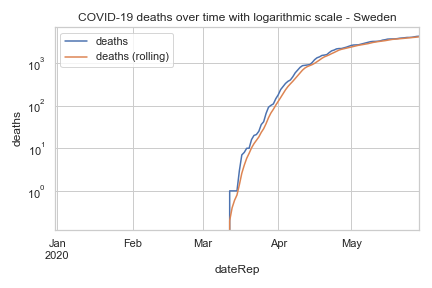 COVID-19 deaths over time with logarithmic scale - Sweden
deaths
deaths (rolling)
10³
10²
10¹
10⁰
deaths
Jan Feb Mar Apr May
2020
dateRep